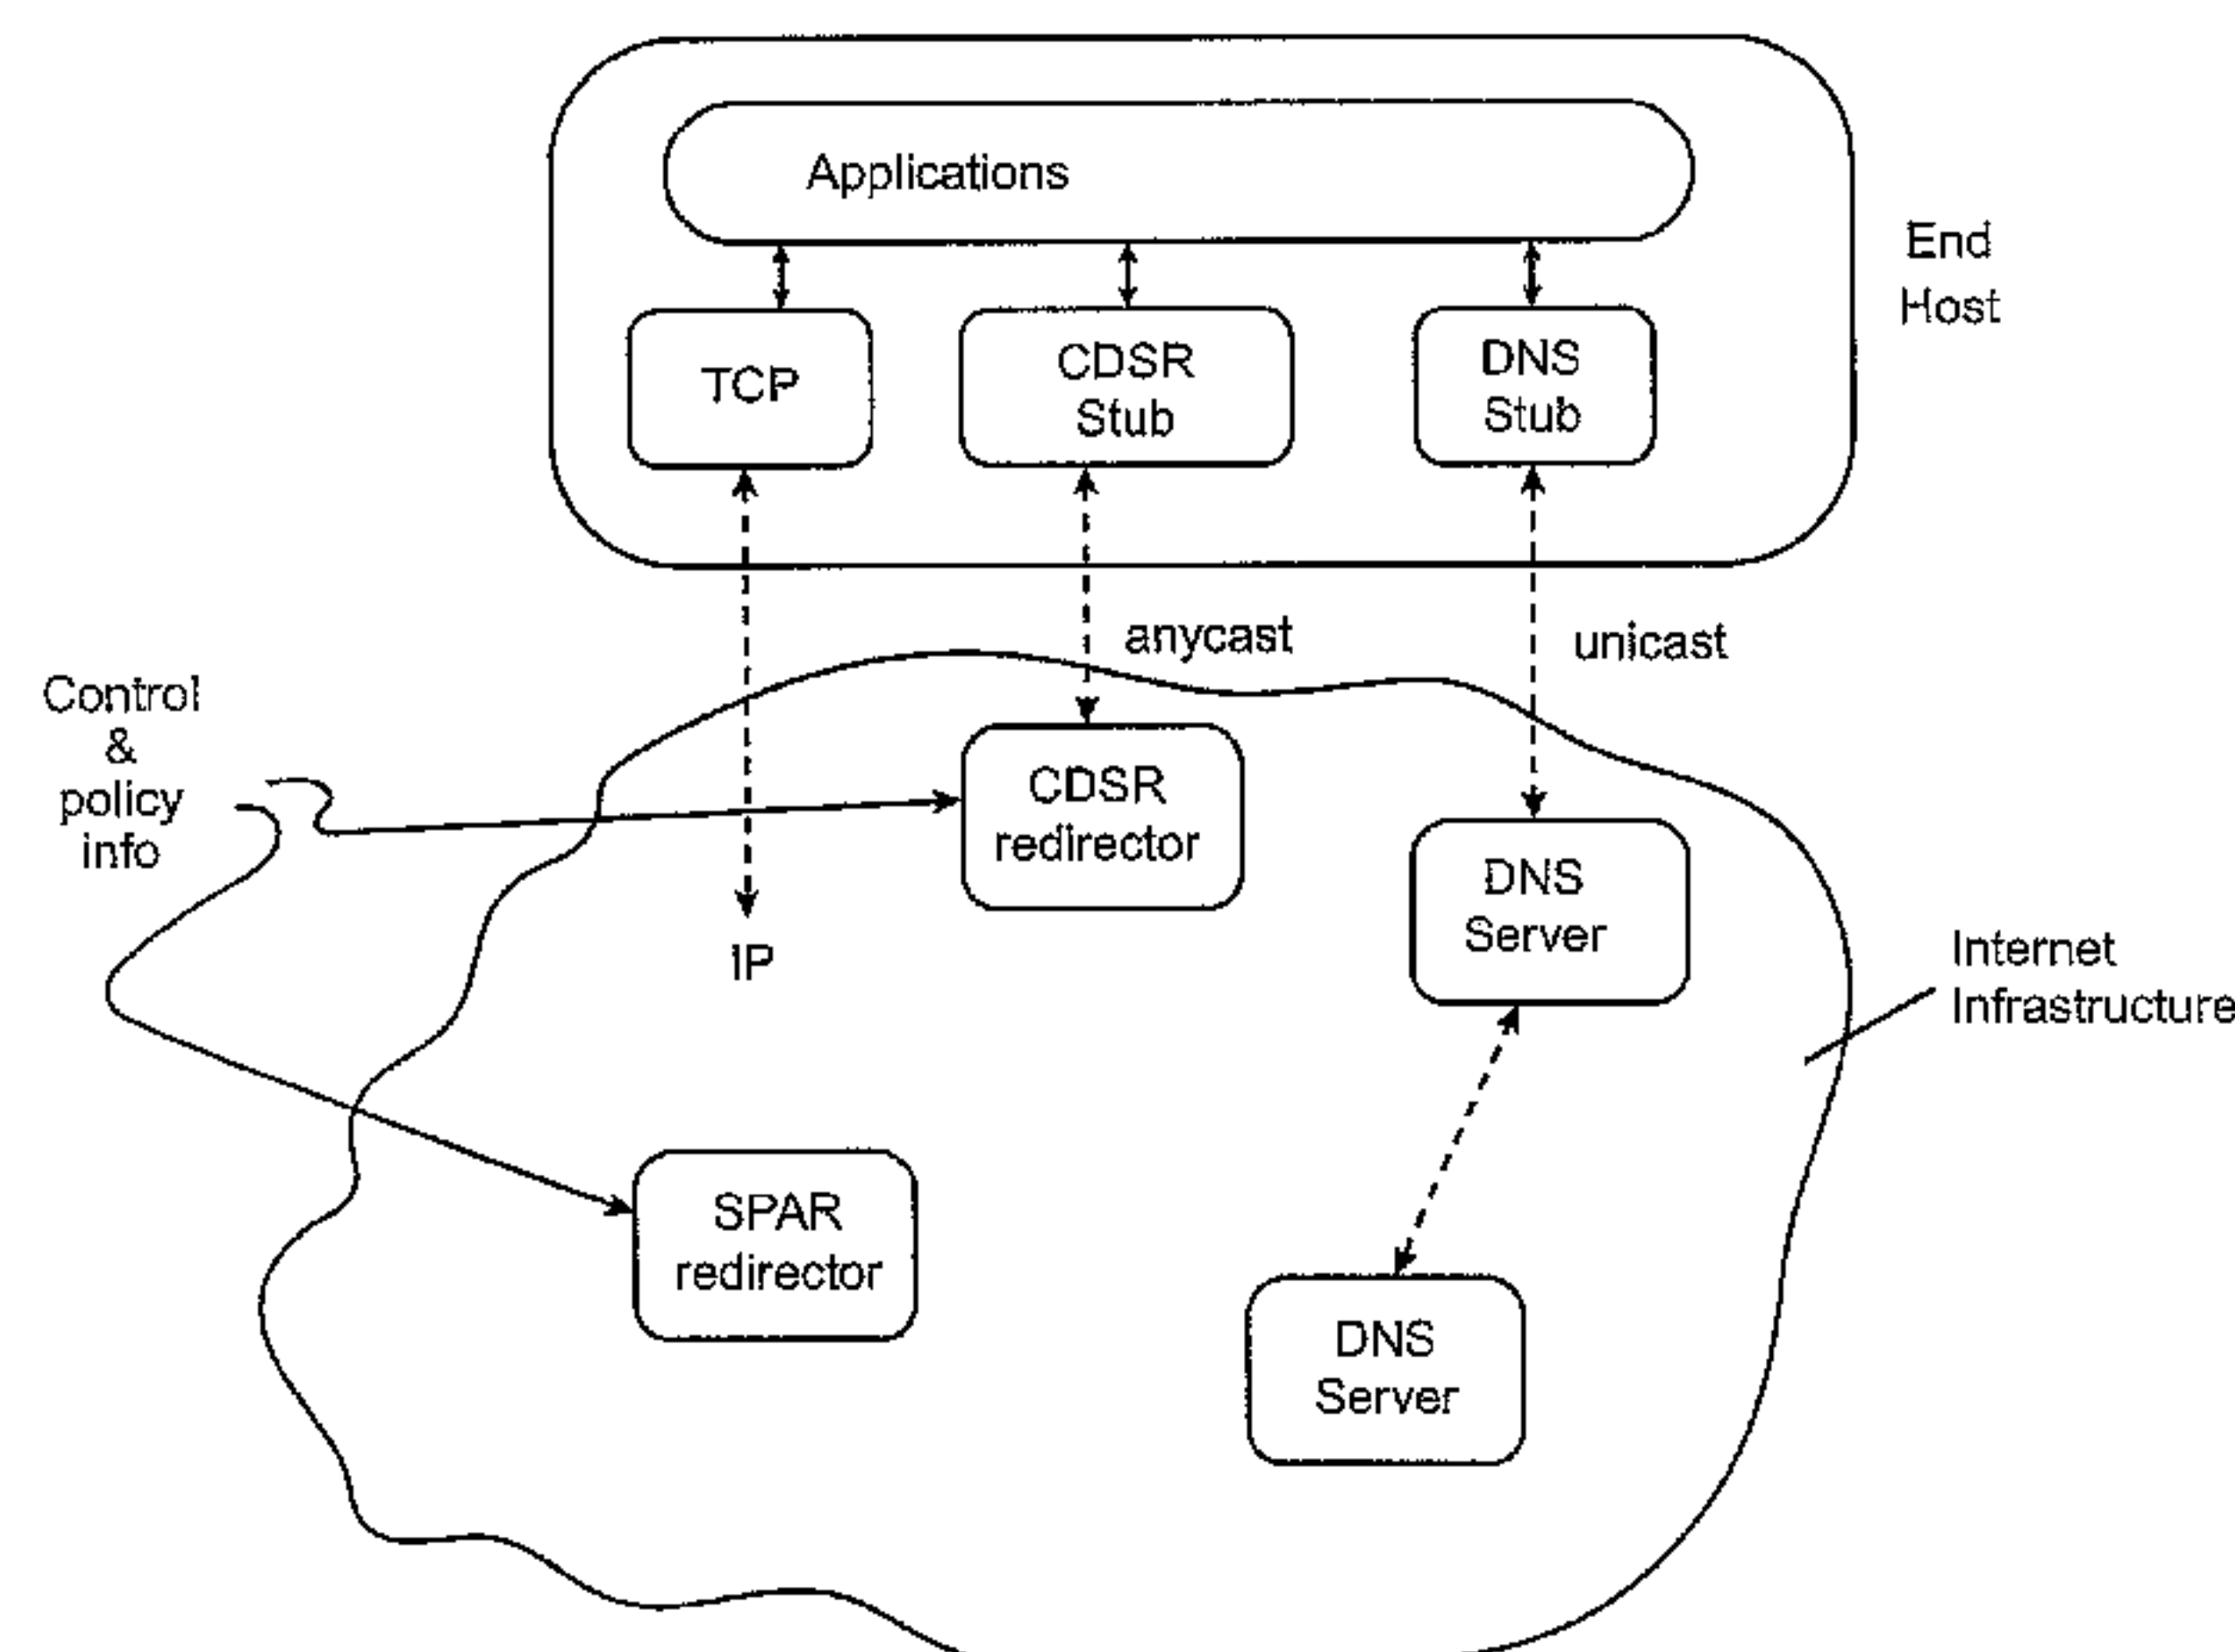 Applications
End
Host
TCP
CDSR
Stub
DNS
Stub
anycast
unicast
Control
&
policy
info
CDSR
redirector
DNS
Server
IP
Internet
Infrastructure
SPAR
redirector
DNS
Server